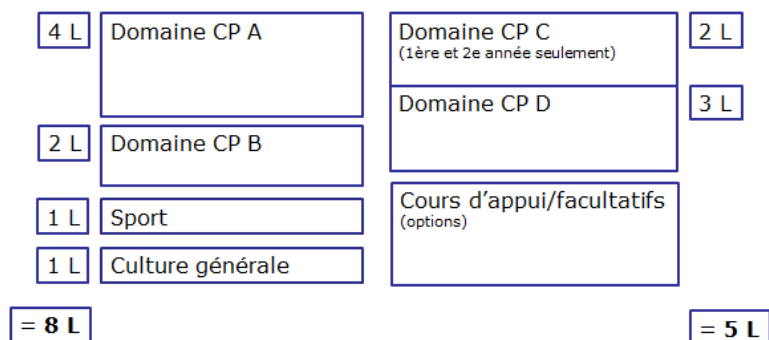 4 L
Domaine CP A
2 L
Domaine CP B
1 L
Sport
1 L
Culture générale
= 8 L
Domaine CP C
(1ère et 2e année seulement)
2 L
Domaine CP D
3 L
Cours d'appui/facultatifs
(options)
= 5 L